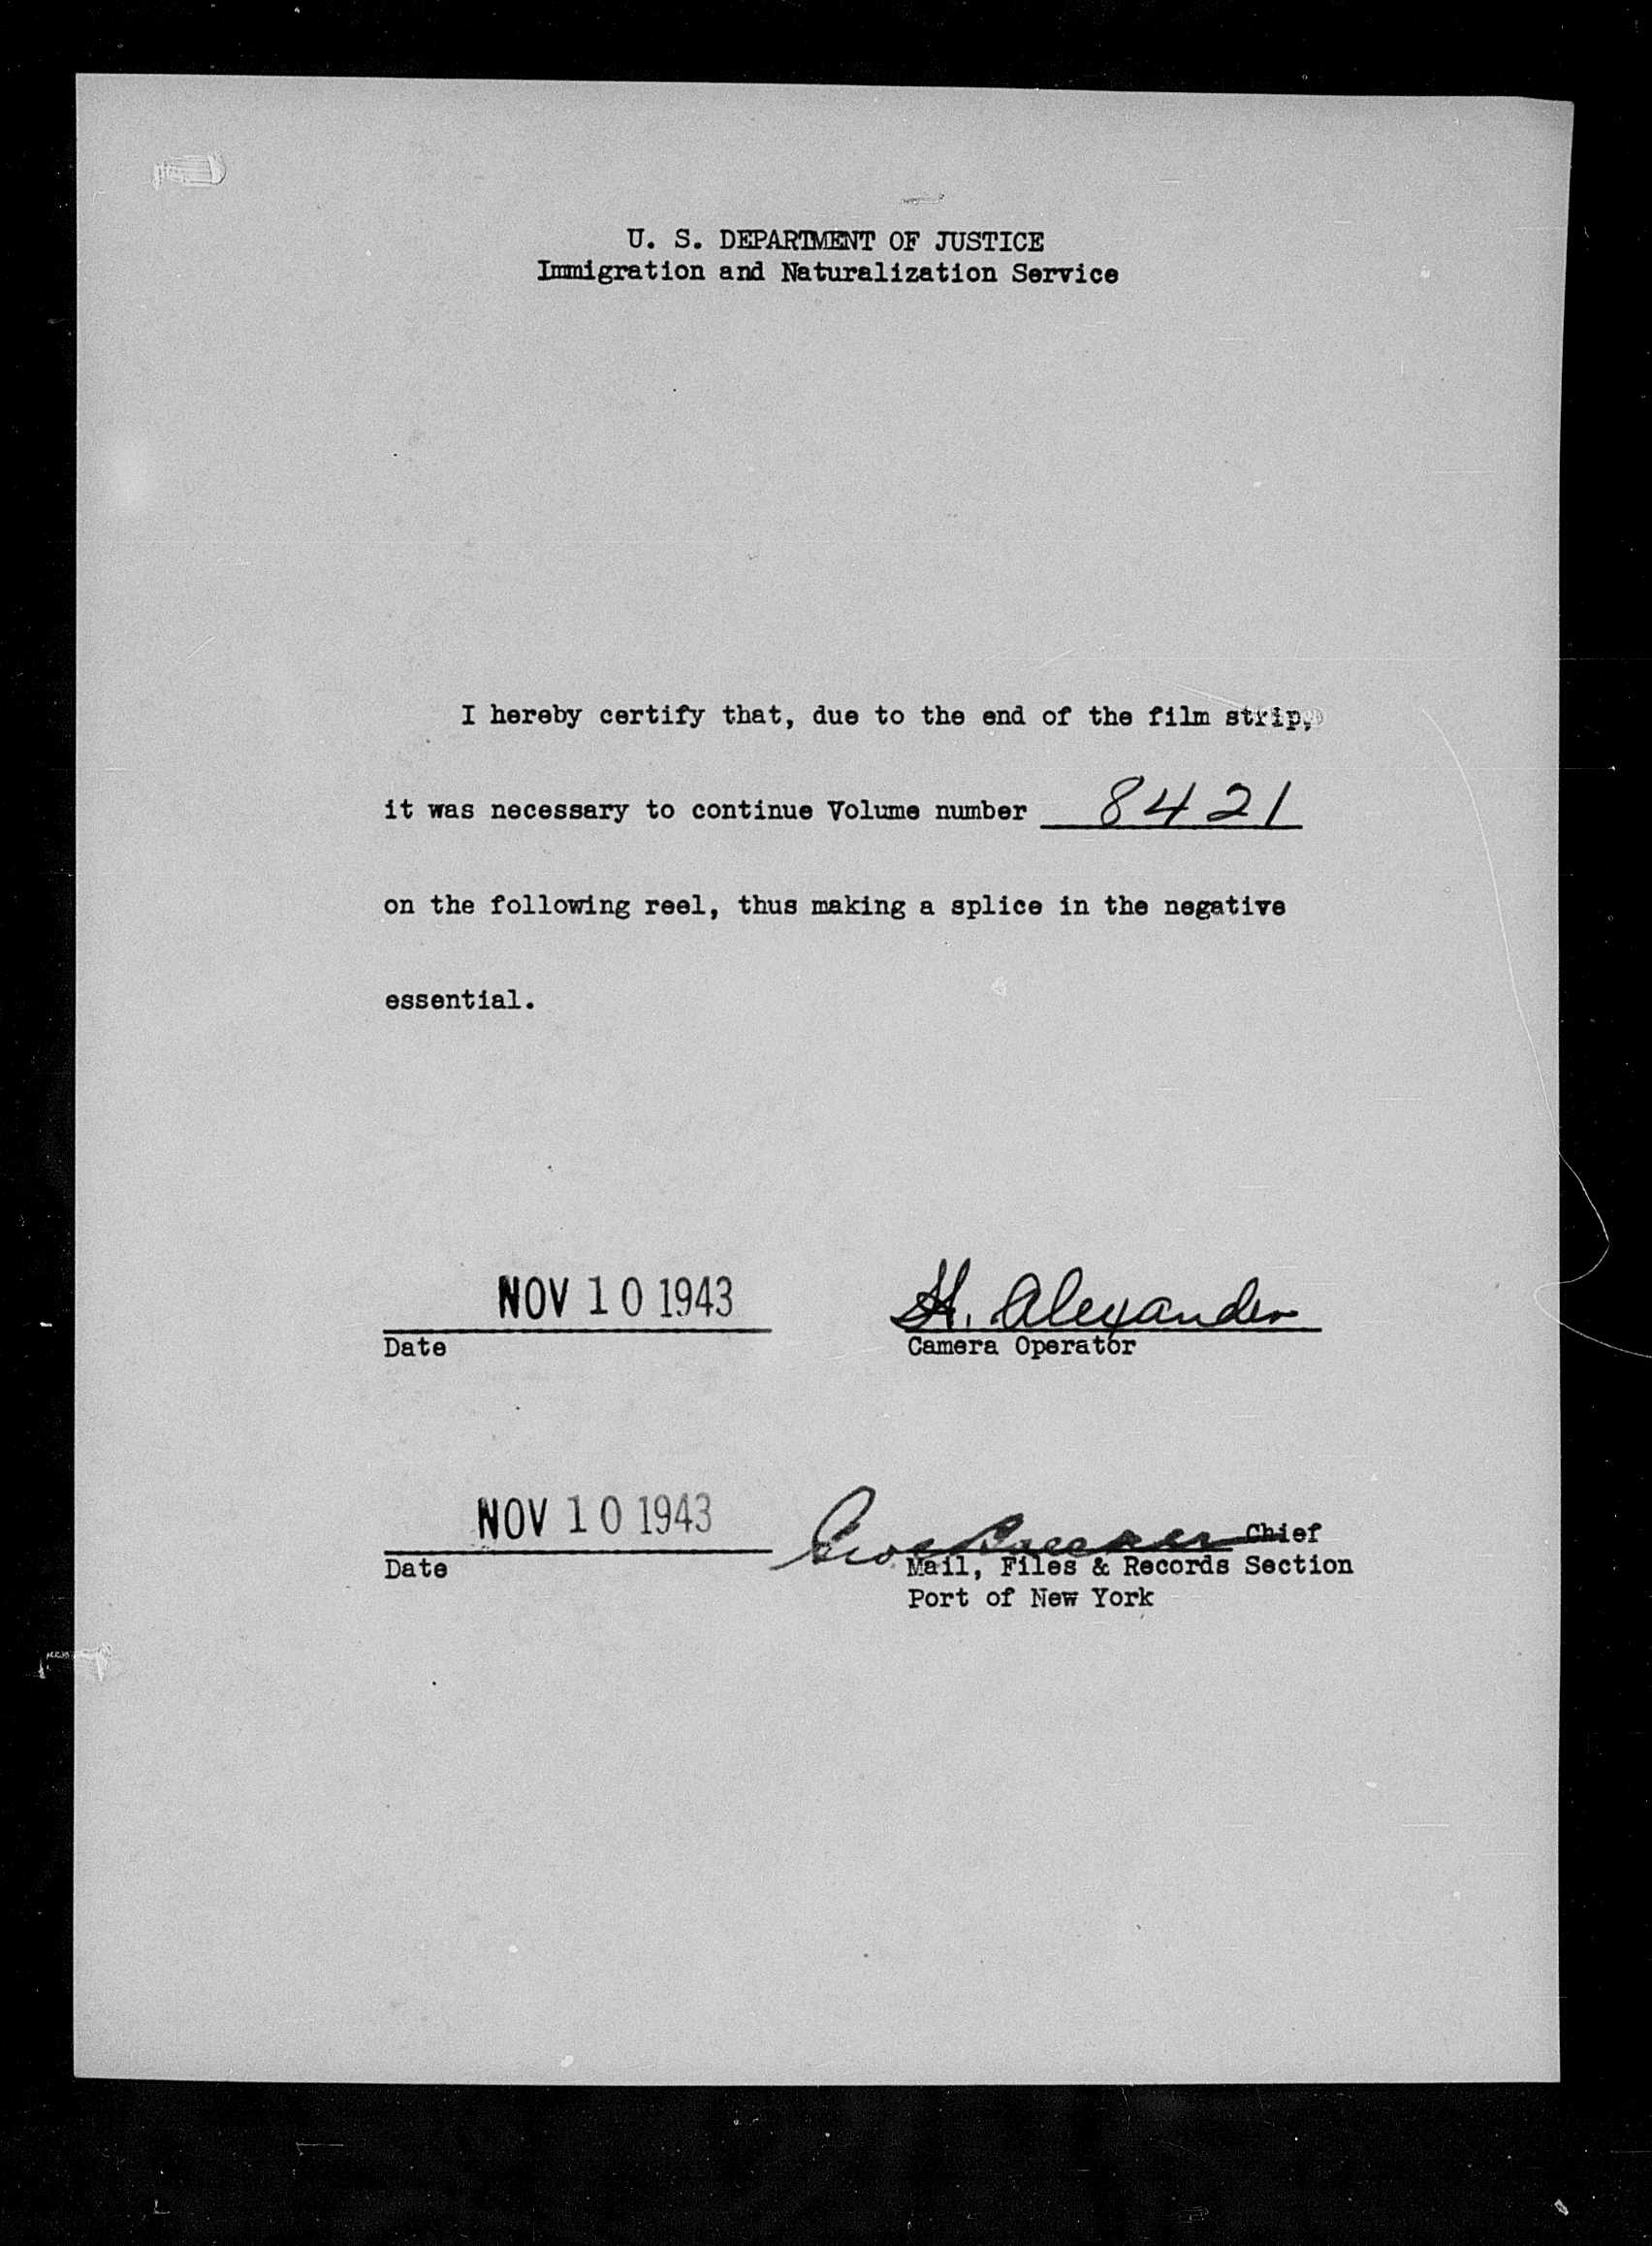 U. S. DEPARTMENT OF JUSTICE
Immigration and Naturalization Service
I hereby certify that, due to the end of the film strip,
it was necessary to continue Volume number 8421
on the following reel, thus making a splice in the negative
essential.
NOV 10 1943 H. Alexander
Date Camera Operator
NOV 10 1943 Chief
Date Mail, Files & Records Section
Port of New York